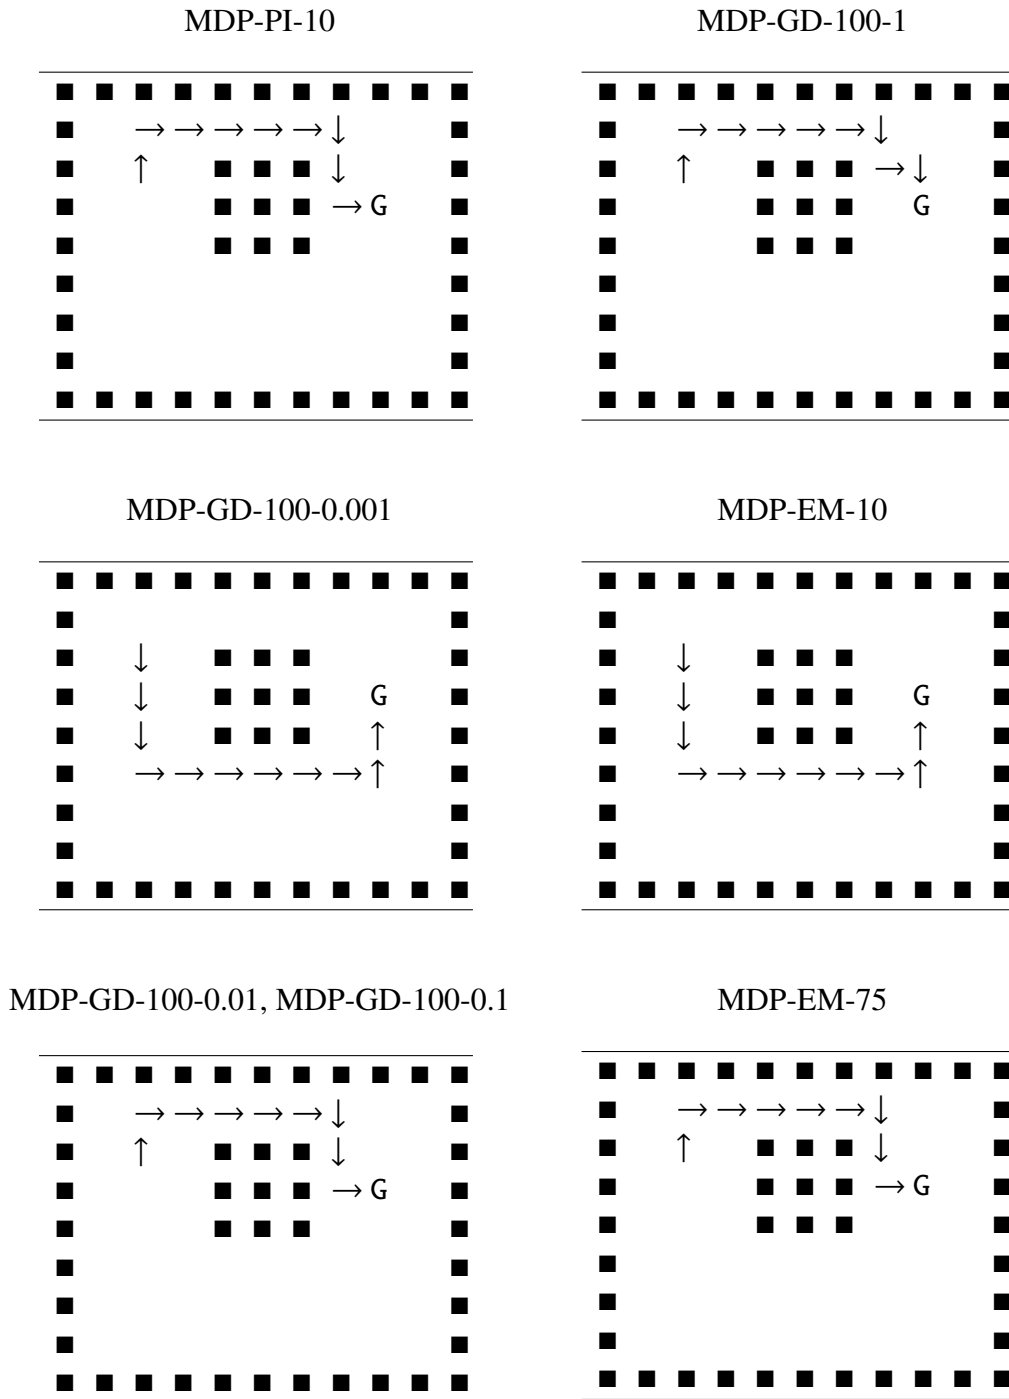 MDP-PI-10
MDP-GD-100-1
■ ■ ■ ■ ■ ■ ■ ■ ■ ■ ■
■ → → → → → ↓ ■
■ ↑ ■ ■ ■ ↓ ■
■ ■ ■ ■ → G ■
■ ■ ■ ■ ■
■ ■
■ ■
■ ■
■ ■ ■ ■ ■ ■ ■ ■ ■ ■ ■
■ ■ ■ ■ ■ ■ ■ ■ ■ ■ ■
■ → → → → → ↓ ■
■ ↑ ■ ■ ■ → ↓ ■
■ ■ ■ ■ G ■
■ ■ ■ ■ ■
■ ■
■ ■
■ ■
■ ■ ■ ■ ■ ■ ■ ■ ■ ■ ■
MDP-GD-100-0.001
MDP-EM-10
■ ■ ■ ■ ■ ■ ■ ■ ■ ■ ■
■ ■
■ ↓ ■ ■ ■ ■
■ ↓ ■ ■ ■ G ■
■ ↓ ■ ■ ■ ↑ ■
■ → → → → → → ↑ ■
■ ■
■ ■
■ ■ ■ ■ ■ ■ ■ ■ ■ ■ ■
■ ■ ■ ■ ■ ■ ■ ■ ■ ■ ■
■ ■
■ ↓ ■ ■ ■ ■
■ ↓ ■ ■ ■ G ■
■ ↓ ■ ■ ■ ↑ ■
■ → → → → → → ↑ ■
■ ■
■ ■
■ ■ ■ ■ ■ ■ ■ ■ ■ ■ ■
MDP-GD-100-0.01, MDP-GD-100-0.1
MDP-EM-75
■ ■ ■ ■ ■ ■ ■ ■ ■ ■ ■
■ → → → → → ↓ ■
■ ↑ ■ ■ ■ ↓ ■
■ ■ ■ ■ → G ■
■ ■ ■ ■ ■
■ ■
■ ■
■ ■
■ ■ ■ ■ ■ ■ ■ ■ ■ ■ ■
■ ■ ■ ■ ■ ■ ■ ■ ■ ■ ■
■ → → → → → ↓ ■
■ ↑ ■ ■ ■ ↓ ■
■ ■ ■ ■ → G ■
■ ■ ■ ■ ■
■ ■
■ ■
■ ■
■ ■ ■ ■ ■ ■ ■ ■ ■ ■ ■